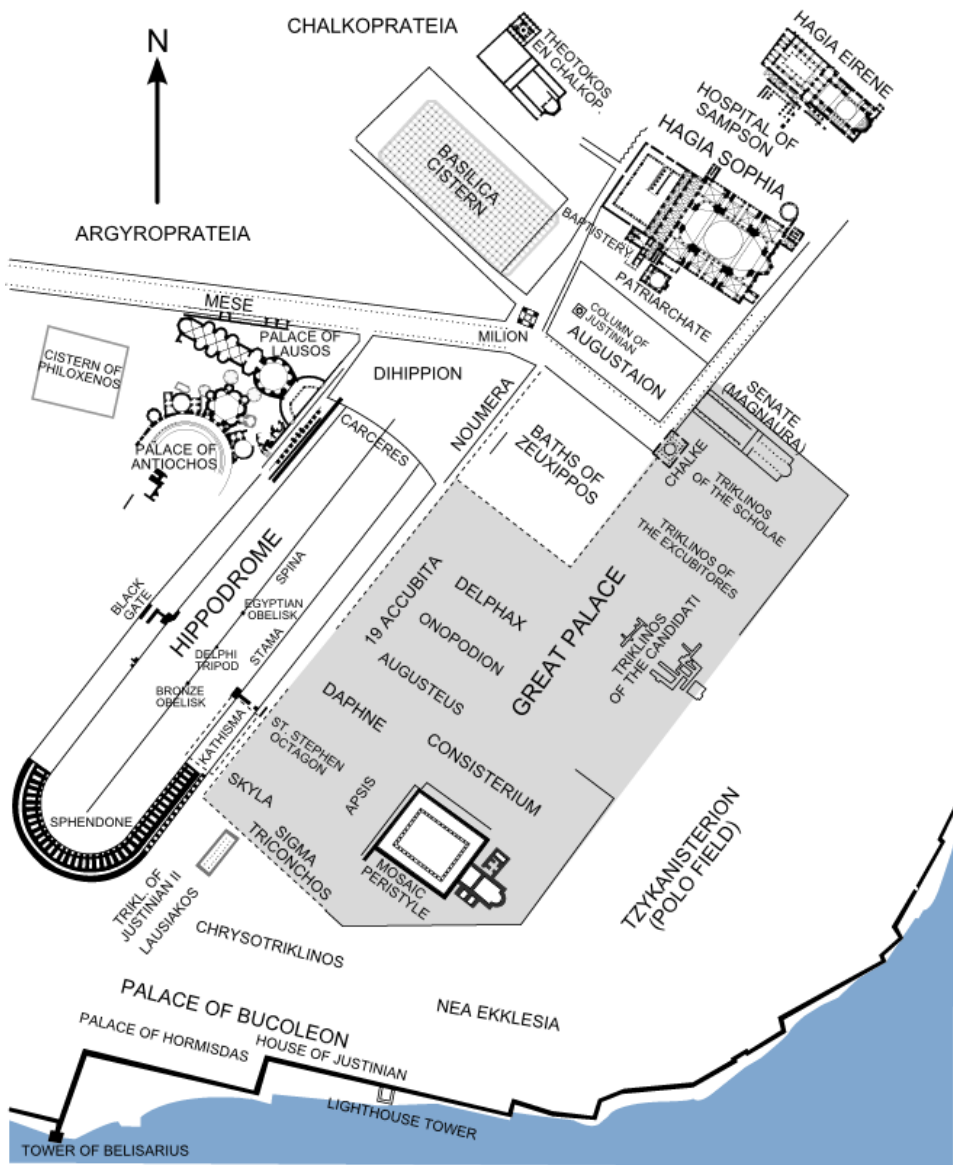 CHALKOPRATEIA
N
THEOTOKOS
EN CHALKOP.
HAGIA EIRENE
HOSPITAL OF
SAMPSON
HAGIA SOPHIA
BASILICA
CISTERN
BAPTISTERY
PATRIARCHATE
ARGYROPRATEIA
MESE
MILION
COLUMN OF
JUSTINIAN
AUGUSTAION
PALACE OF
LAUSOS
CISTERN OF
PHILOXENOS
DIHIPPION
NOUMERA
SENATE
(MAGNAURA)
CARCERES
BATHS OF
ZEUXIPPOS
CHALKE
PALACE OF
ANTIOCHOS
TRIKLINOS
OF THE SCHOLAE
TRIKLINOS OF
THE EXCUBITORES
HIPPODROME
SPINA
BLACK
GATE
EGYPTIAN
OBELISK
STAMA
DELPHI
TRIPOD
BRONZE
OBELISK
19 ACCUBITA
DELPHAX
ONOPODION
AUGUSTEUS
GREAT PALACE
TRIKLINOS
OF THE CANDIDATI
DAPHNE
KATHISMA
ST. STEPHEN
OCTAGON
CONSISTERIUM
APSIS
SKYLA
SPHENDONE
SIGMA
TRICONCHOS
MOSAIC
PERISTYLE
TZYKANISTERION
(POLO FIELD)
TRIKL. OF
JUSTINIAN II
LAUSIAKOS
CHRYSOTRIKLINOS
PALACE OF BUCOLEON
NEA EKKLESIA
PALACE OF HORMISDAS
HOUSE OF JUSTINIAN
LIGHTHOUSE TOWER
TOWER OF BELISARIUS